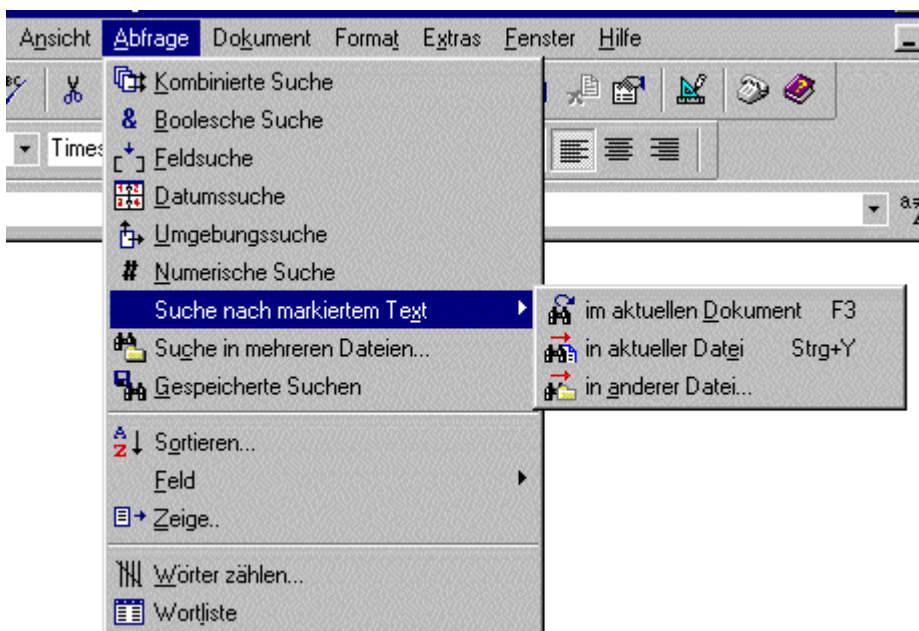 Ansicht Abfrage Dokument Format Extras Fenster Hilfe
Kombinierte Suche
& Boolesche Suche
Times
Feldsuche
Datumssuche
Umgebungssuche
# Numerische Suche
Suche nach markiertem Text
im aktuellen Dokument F3
in aktueller Datei Strg+Y
in anderer Datei...
Suche in mehreren Dateien...
Gespeicherte Suchen
Sortieren...
Feld
Zeige..
Wörter zählen...
Wortliste